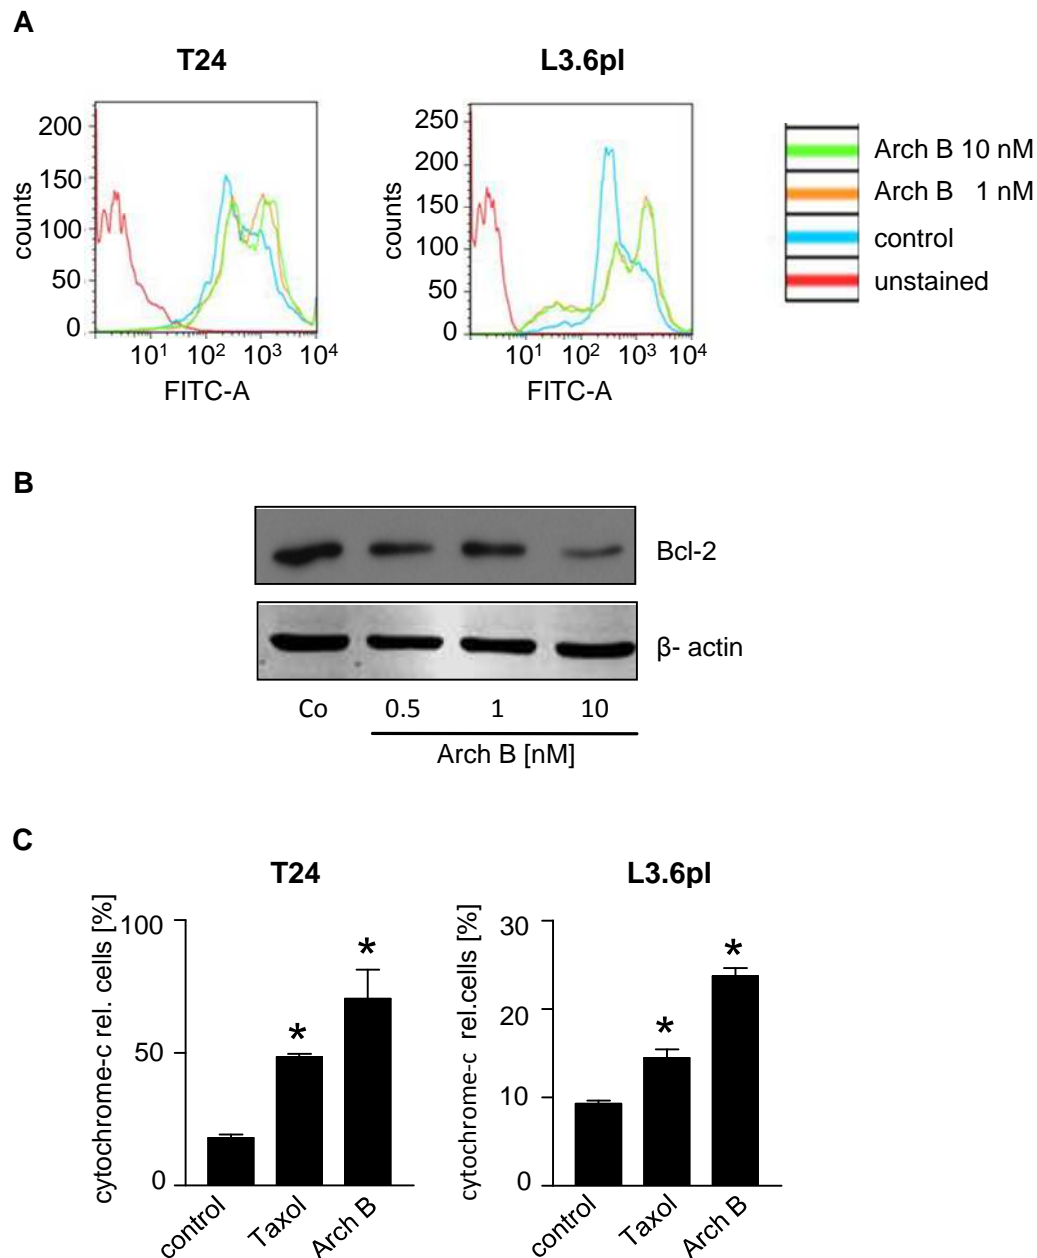 A
T24
L3.6pl
200
150
100
50
0
counts
10¹ 10² 10³ 10⁴
FITC-A
250
200
150
100
50
0
counts
10¹ 10² 10³ 10⁴
FITC-A
Arch B 10 nM
Arch B 1 nM
control
unstained
B
Bcl-2
β- actin
Co 0.5 1 10
Arch B [nM]
C
T24
L3.6pl
cytochrome-c rel. cells [%]
100
50
0
* *
control Taxol Arch B
cytochrome-c rel.cells [%]
30
20
10
0
* *
control Taxol Arch B